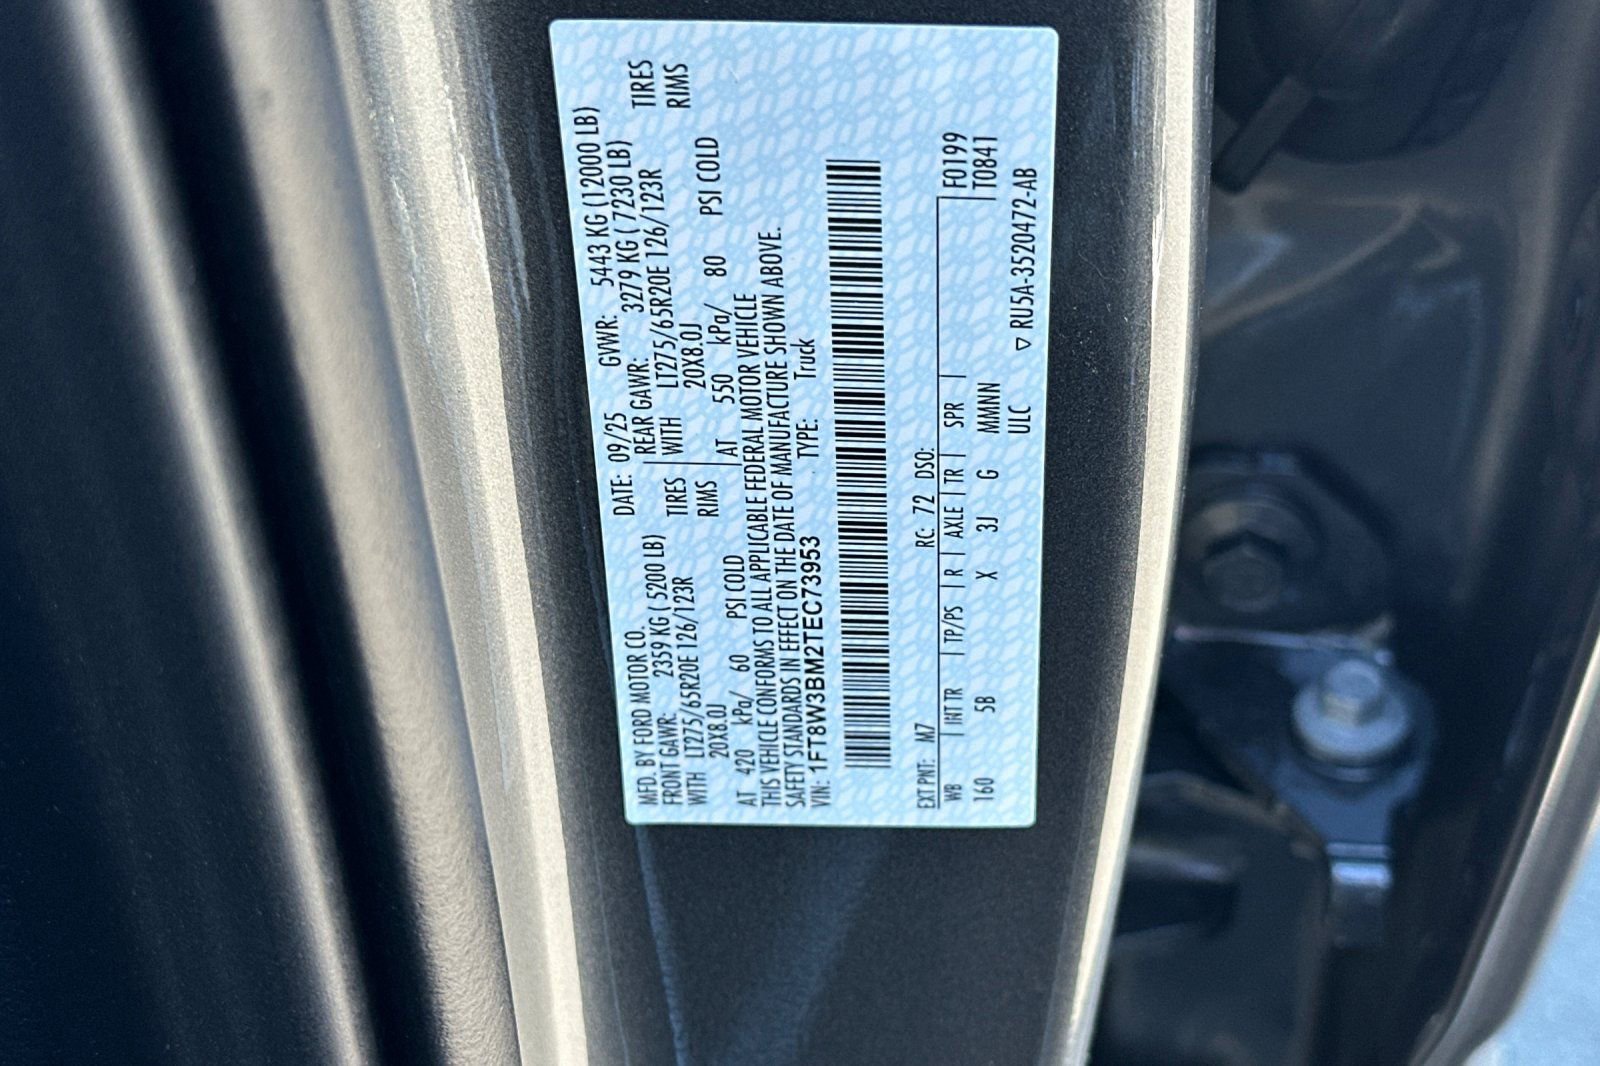 MFD. BY FORD MOTOR CO.
DATE: 09/25 GVWR: 5443 KG (12000 LB)
FRONT GAWR: 2359 KG ( 5200 LB) REAR GAWR: 3279 KG ( 7230 LB)
WITH LT275/65R20E 126/123R TIRES WITH LT275/65R20E 126/123R TIRES
20X8.0J RIMS 20X8.0J RIMS
AT 420 kPa/ 60 PSI COLD AT 550 kPa/ 80 PSI COLD
THIS VEHICLE CONFORMS TO ALL APPLICABLE FEDERAL MOTOR VEHICLE
SAFETY STANDARDS IN EFFECT ON THE DATE OF MANUFACTURE SHOWN ABOVE.
VIN: 1FT8W3BM2TEC73953 TYPE: Truck
EXT PNT: M7 RC: 72 DSO: F0199
WB | INT TR | TP/PS | R | AXLE | TR | SPR | T0841
160 5B X 3J G MMNN
ULC ▽ RU5A-3520472-AB